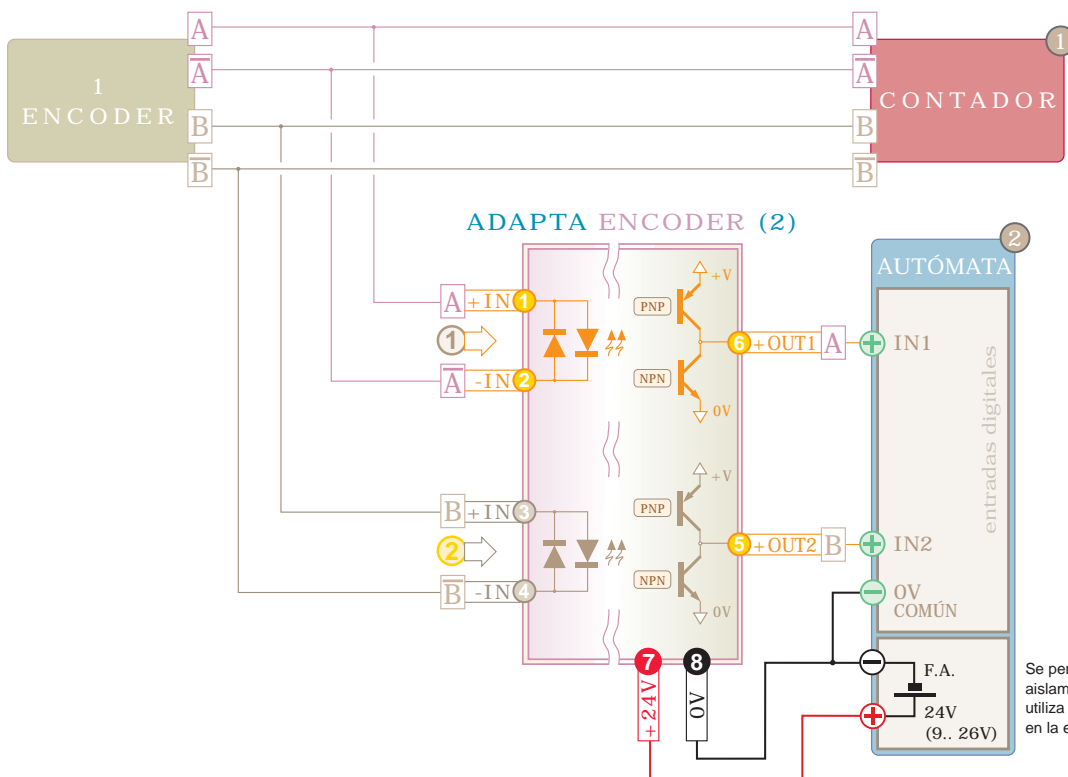 A
A
1
A̅
A̅
1
ENCODER
CONTADOR
B
B
B̅
B̅
ADAPTA ENCODER (2)
2
AUTÓMATA
+V
A +IN 1
PNP
1
6 +OUT1 A + IN1
A̅ -IN 2
NPN
0V
entradas digitales
+V
B +IN 3
PNP
2
5 +OUT2 B + IN2
B̅ -IN 4
NPN
0V
- 0V
COMÚN
7
8
+24V
0V
F.A.
24V
(9.. 26V)
Se per
aislam
utiliza
en la e